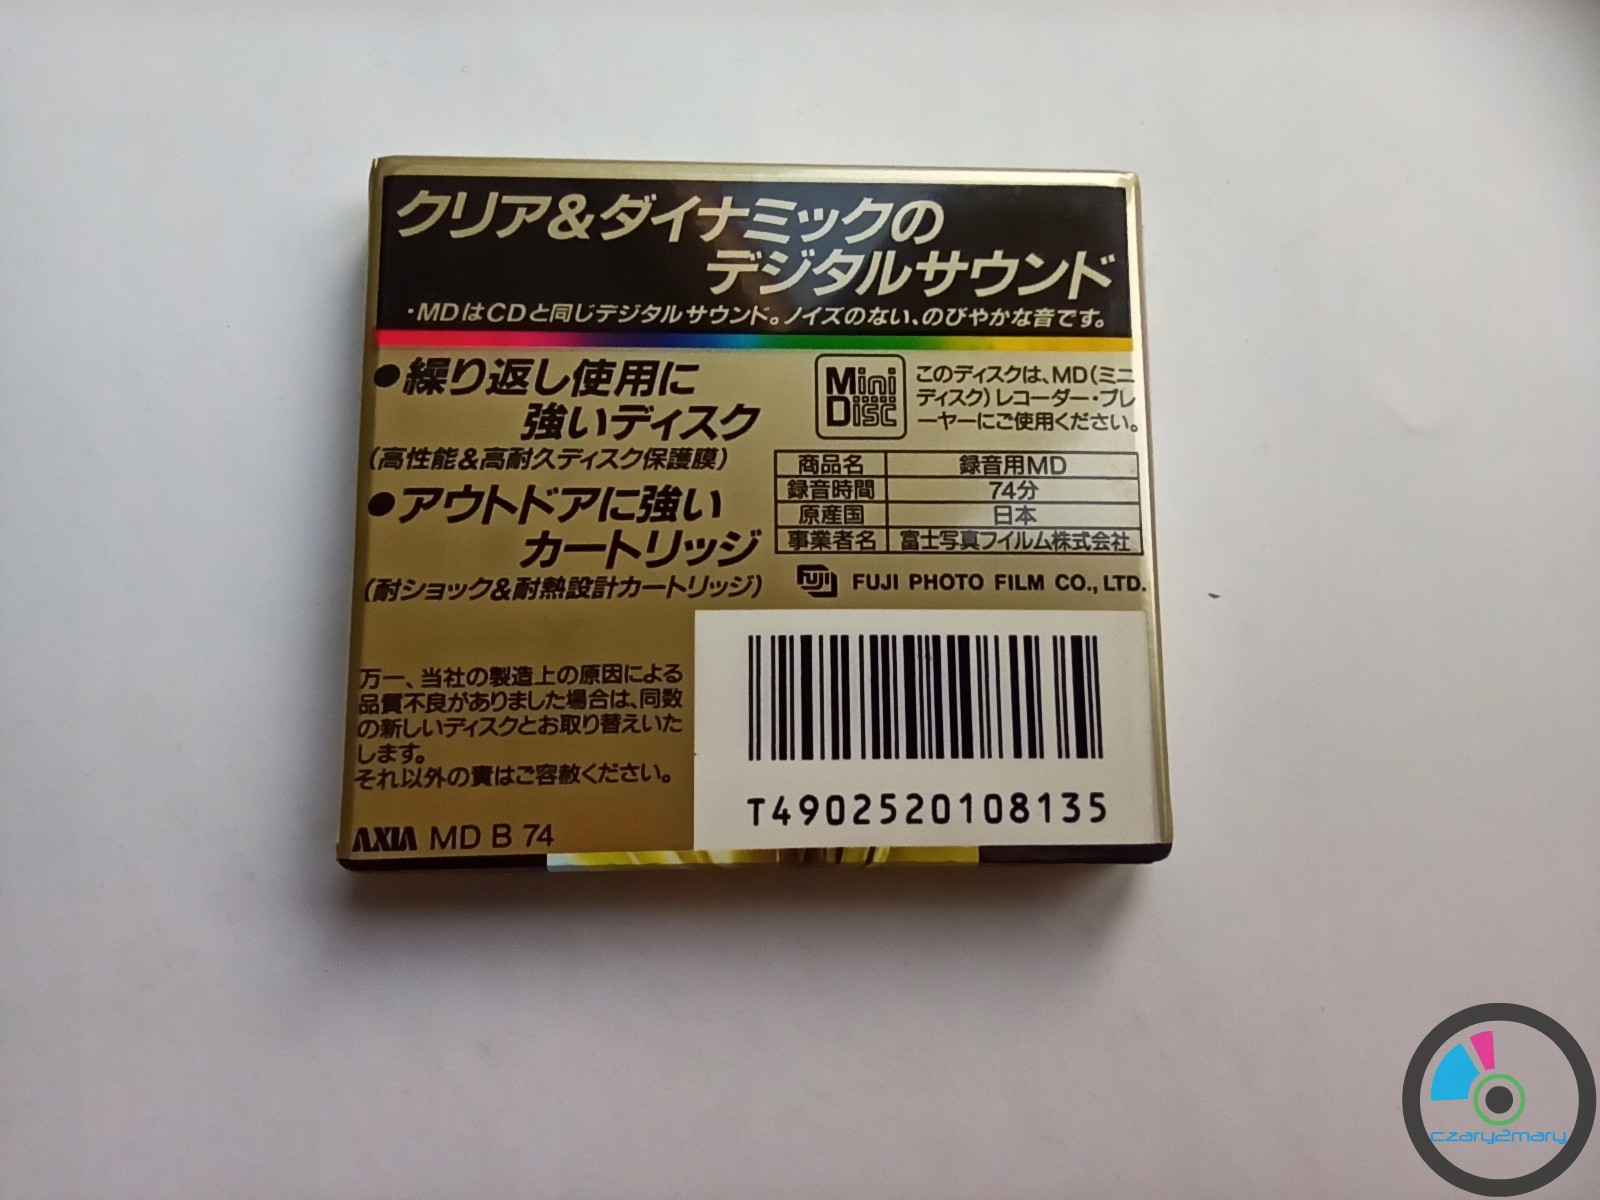 クリア&ダイナミックの
デジタルサウンド
・MDはCDと同じデジタルサウンド。ノイズのない、のびやかな音です。
●繰り返し使用に
強いディスク
(高性能&高耐久ディスク保護膜)
●アウトドアに強い
カートリッジ
(耐ショック&耐熱設計カートリッジ)
Mini
Disc
このディスクは、MD(ミニ
ディスク)レコーダー・プレ
ーヤーにご使用ください。
商品名 録音用MD
録音時間 74分
原産国 日本
事業者名 富士写真フイルム株式会社
FUJI FUJI PHOTO FILM CO., LTD.
万一、当社の製造上の原因による
品質不良がありました場合は、同数
の新しいディスクとお取り替えいた
します。
それ以外の責はご容赦ください。
AXIA MD B 74
T4902520108135
czary2mary